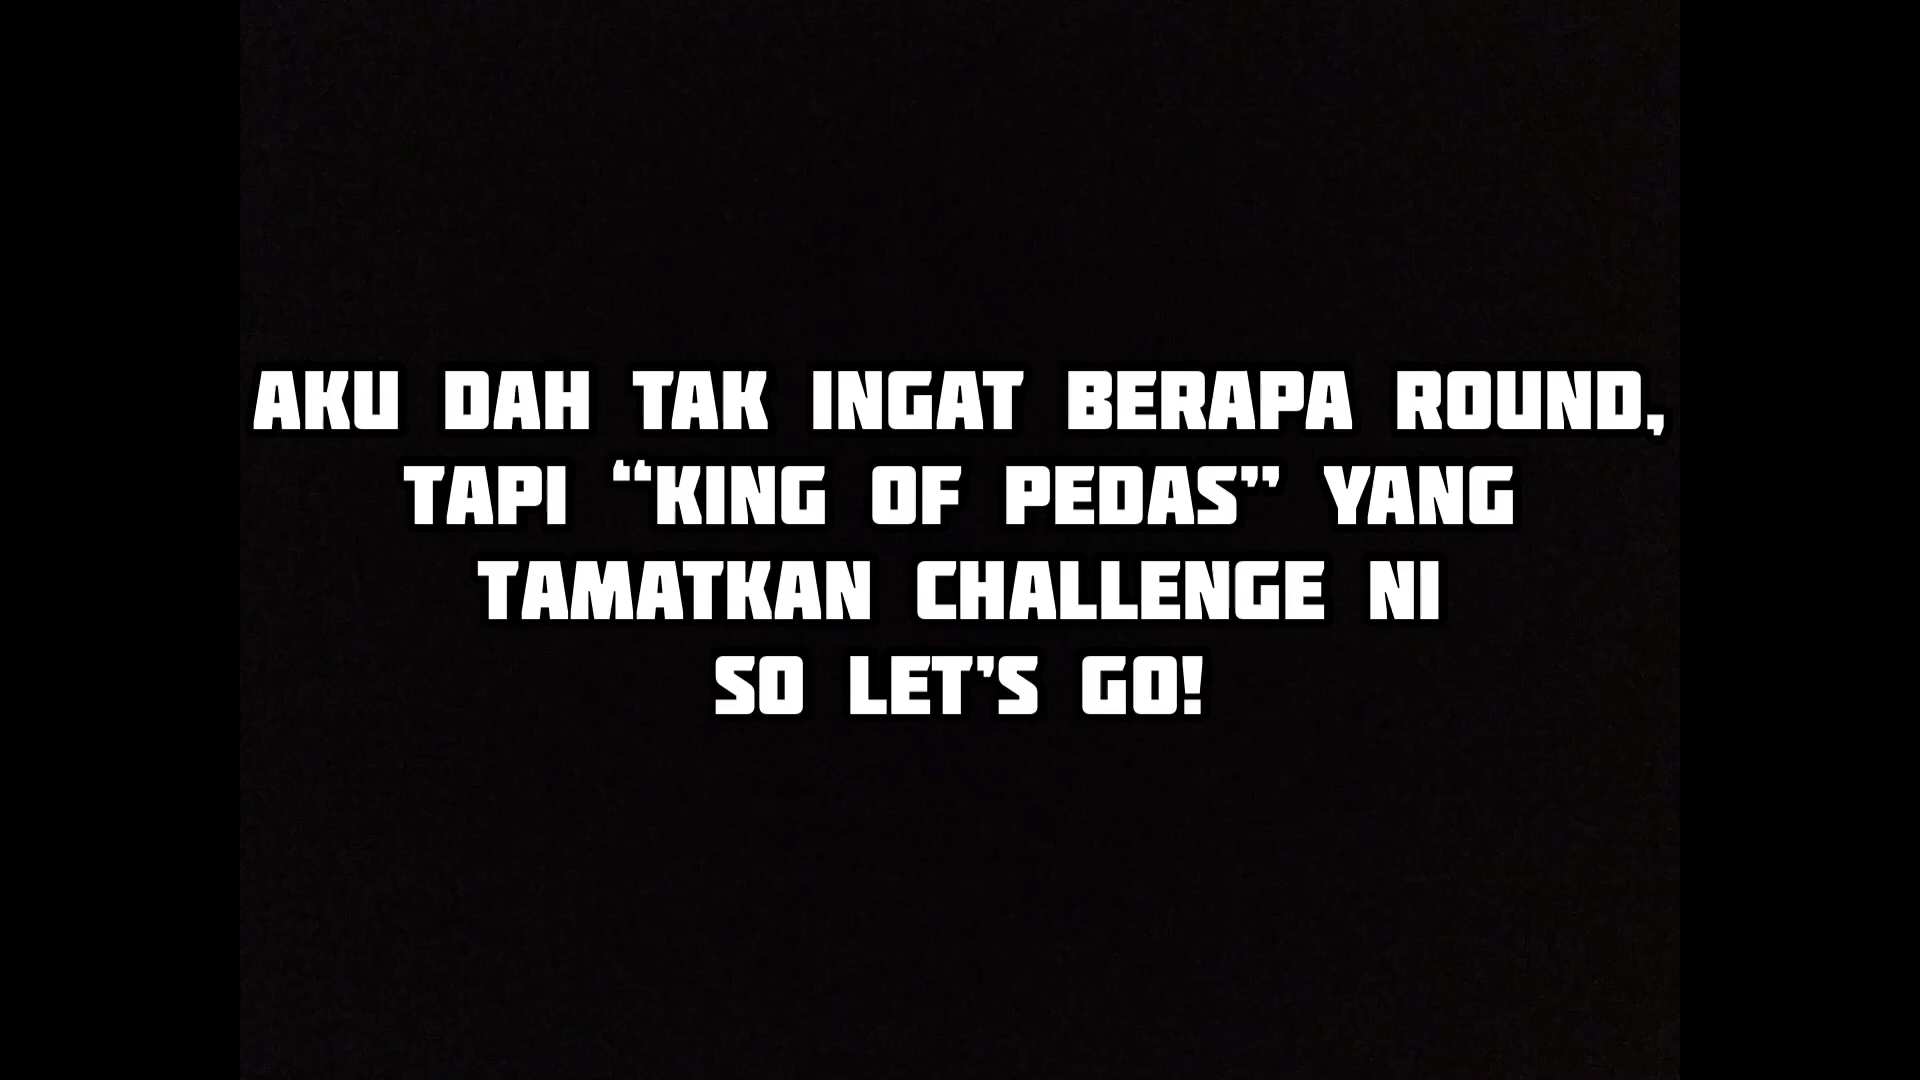 AKU DAH TAK INGAT BERAPA ROUND,
TAPI “KING OF PEDAS” YANG
TAMATKAN CHALLENGE NI
SO LET’S GO!